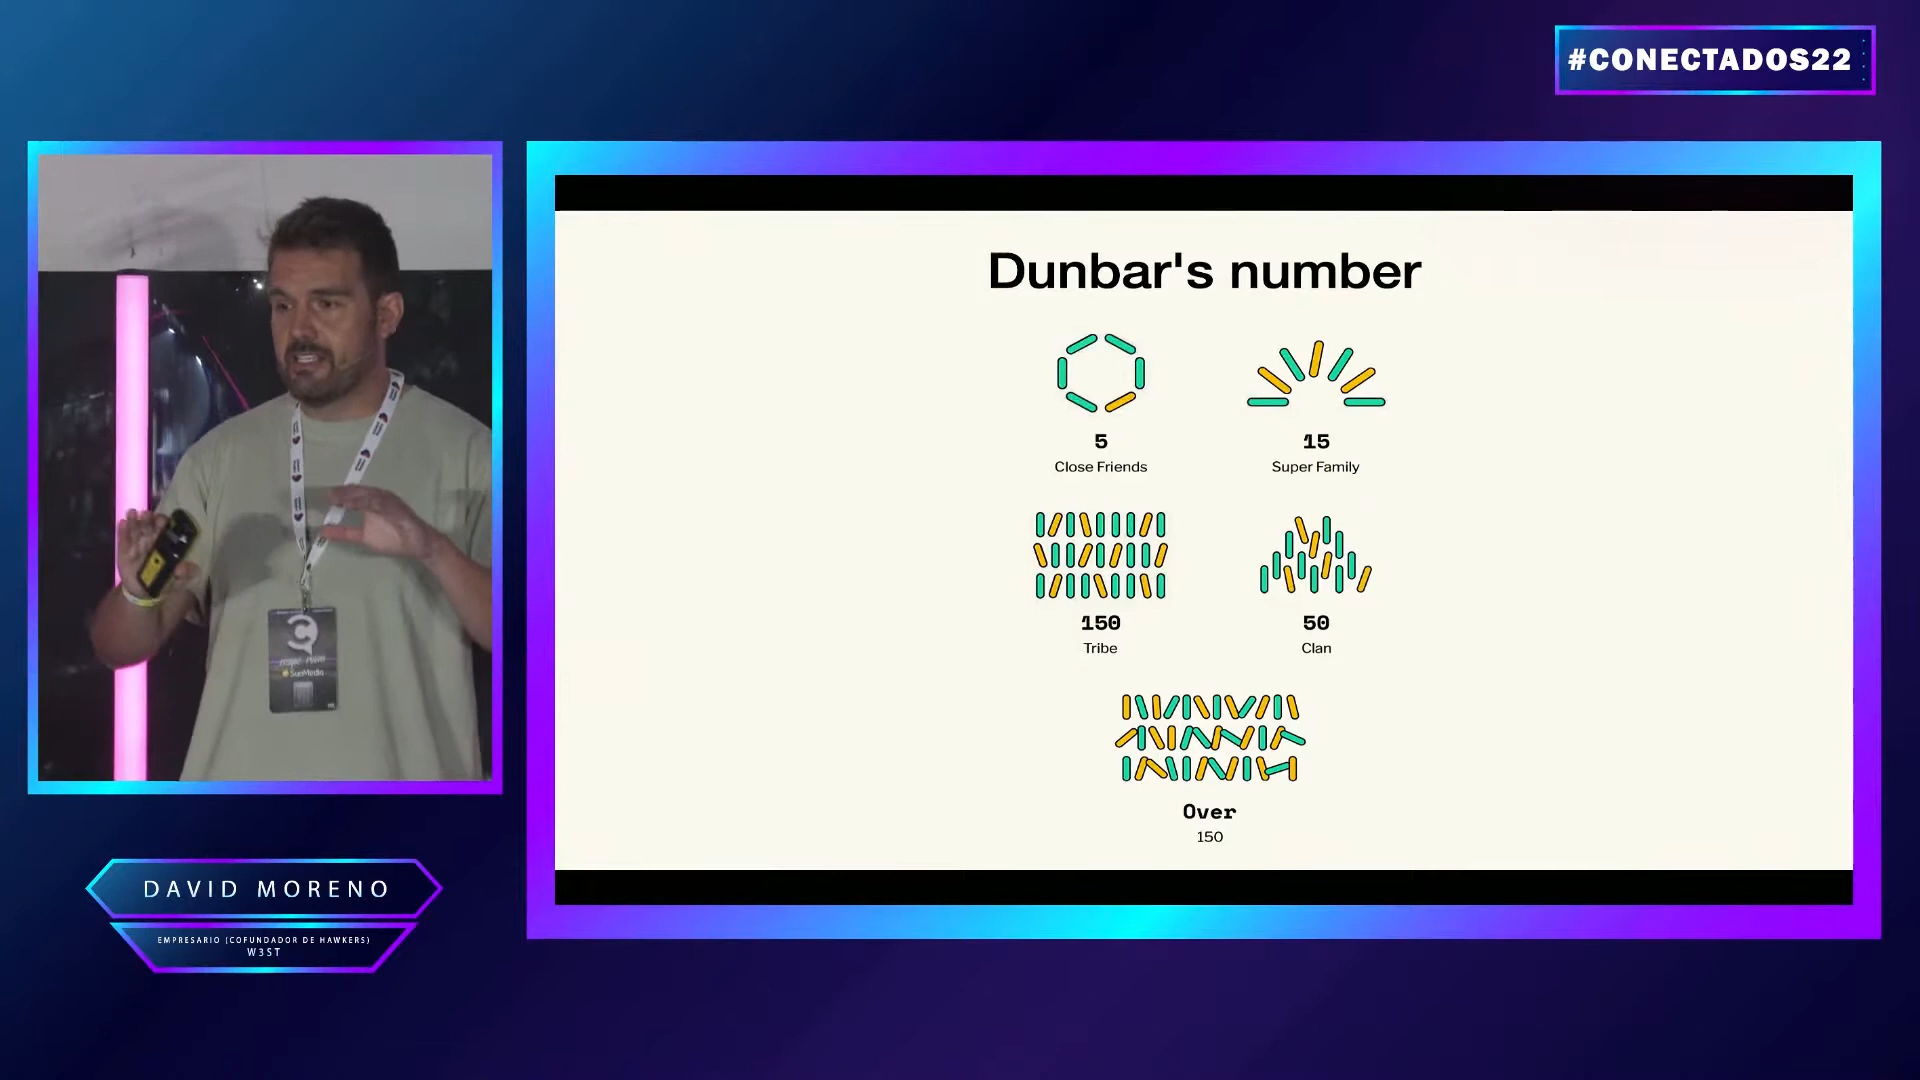 #CONECTADOS22
Dunbar's number
5
Close Friends
15
Super Family
150
Tribe
50
Clan
Over
150
SunMedia
DAVID MORENO
EMPRESARIO (COFUNDADOR DE HAWKERS)
W3ST